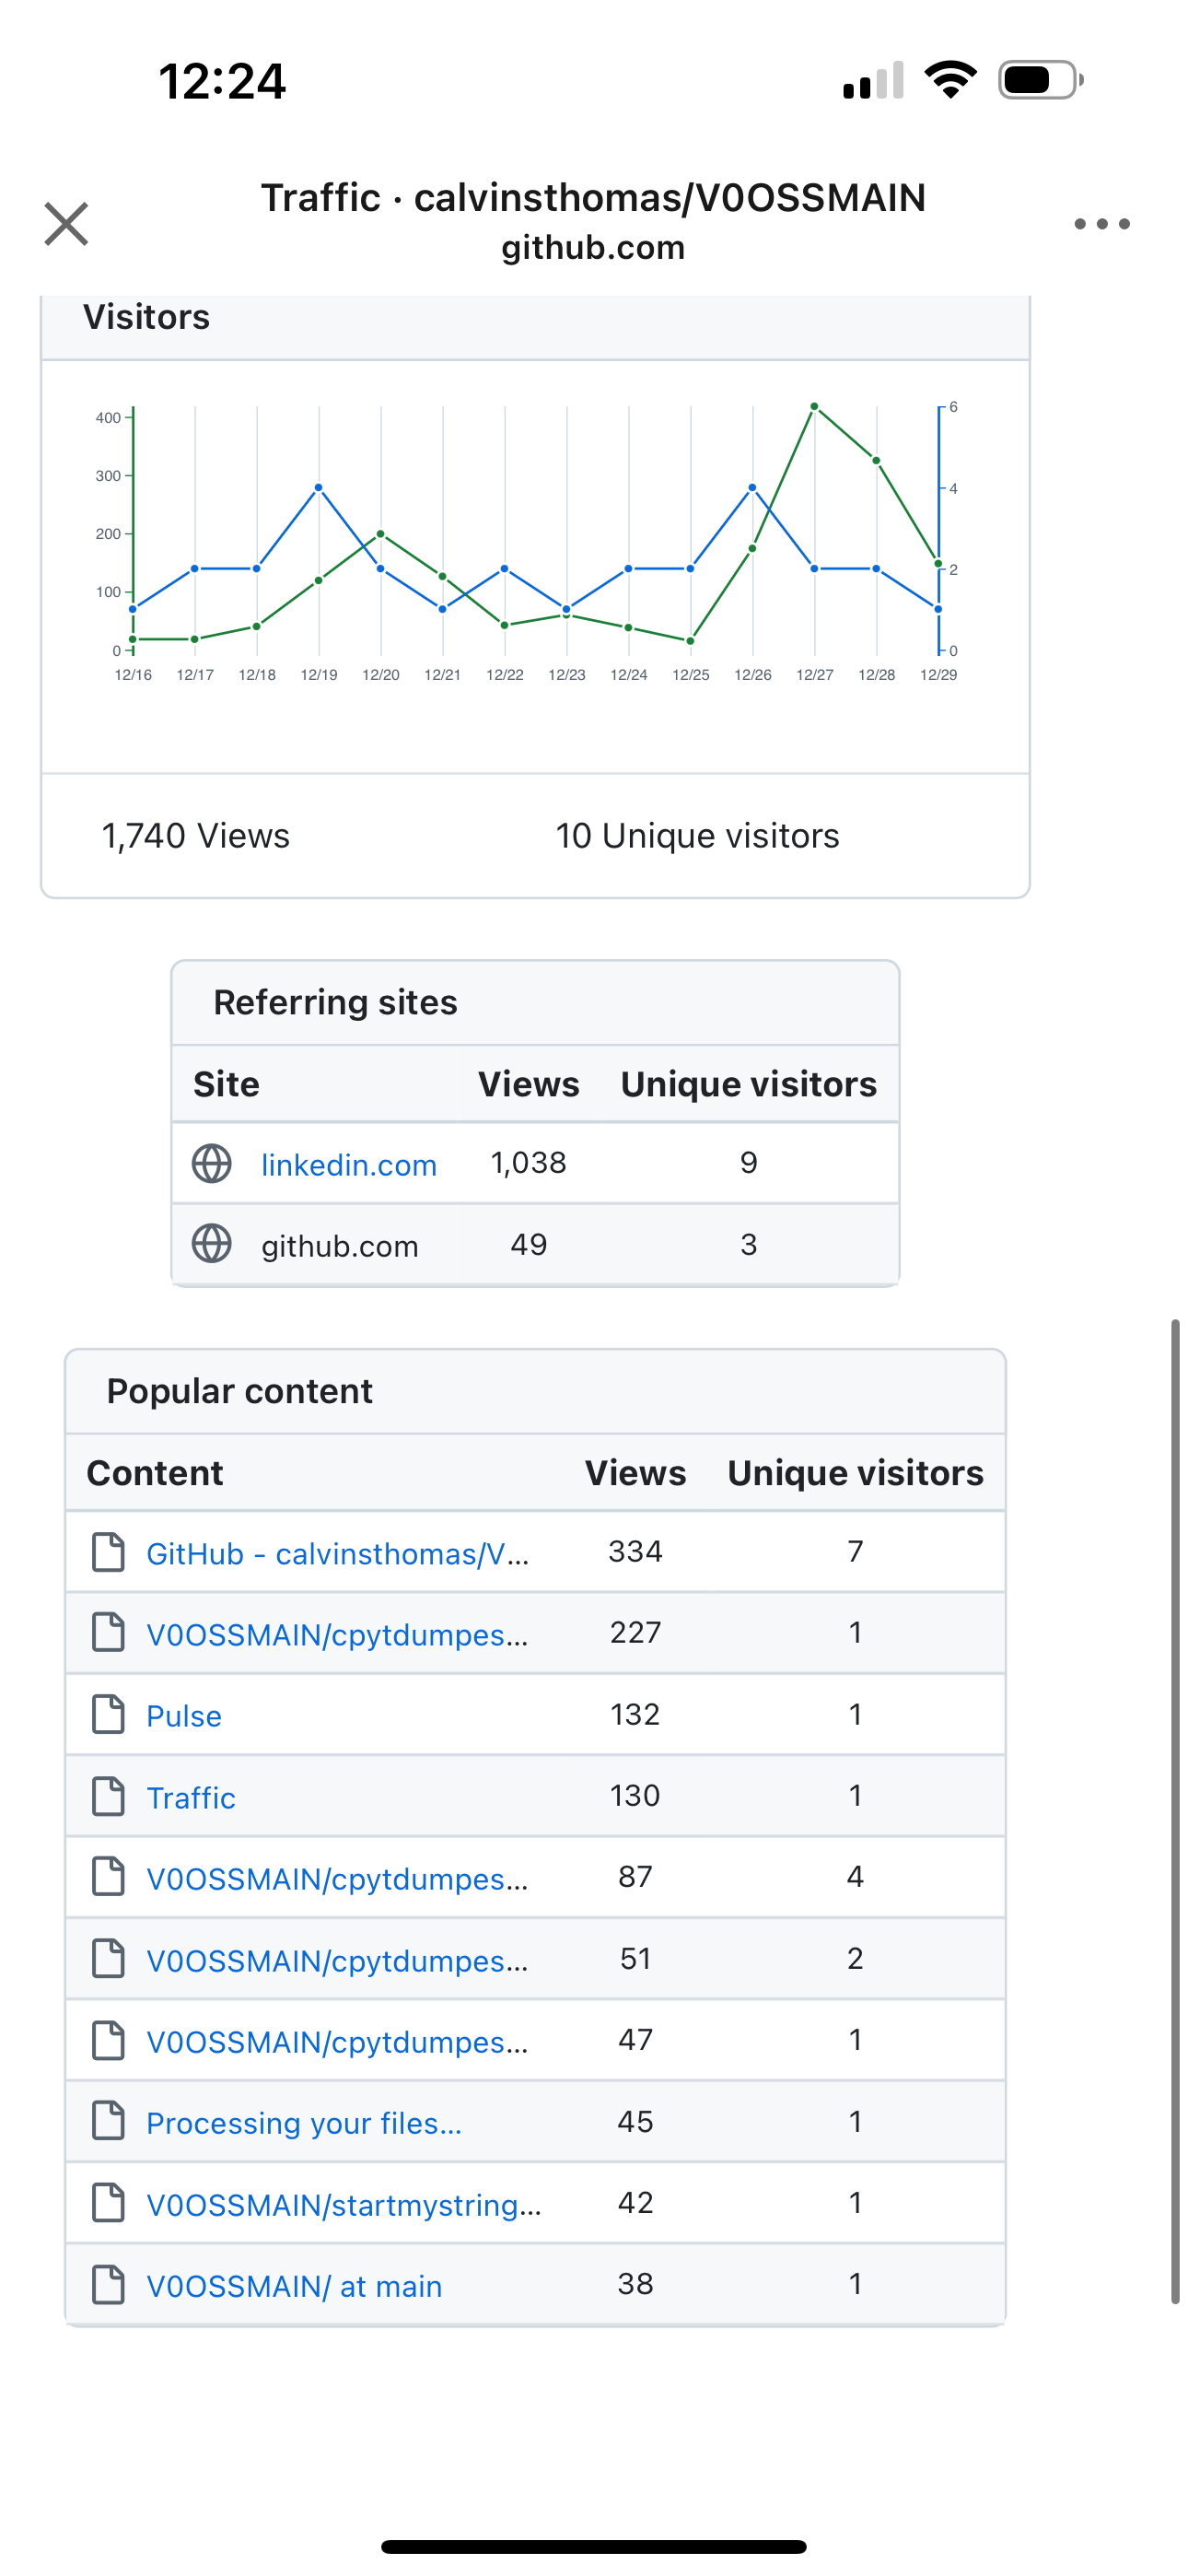 12:24
Traffic · calvinsthomas/V0OSSMAIN
github.com
Visitors
400
300
200
100
0
6
4
2
0
12/16 12/17 12/18 12/19 12/20 12/21 12/22 12/23 12/24 12/25 12/26 12/27 12/28 12/29
1,740 Views 10 Unique visitors
Referring sites
Site Views Unique visitors
linkedin.com 1,038 9
github.com 49 3
Popular content
Content Views Unique visitors
GitHub - calvinsthomas/V... 334 7
V0OSSMAIN/cpytdumpes... 227 1
Pulse 132 1
Traffic 130 1
V0OSSMAIN/cpytdumpes... 87 4
V0OSSMAIN/cpytdumpes... 51 2
V0OSSMAIN/cpytdumpes... 47 1
Processing your files... 45 1
V0OSSMAIN/startmystring... 42 1
V0OSSMAIN/ at main 38 1